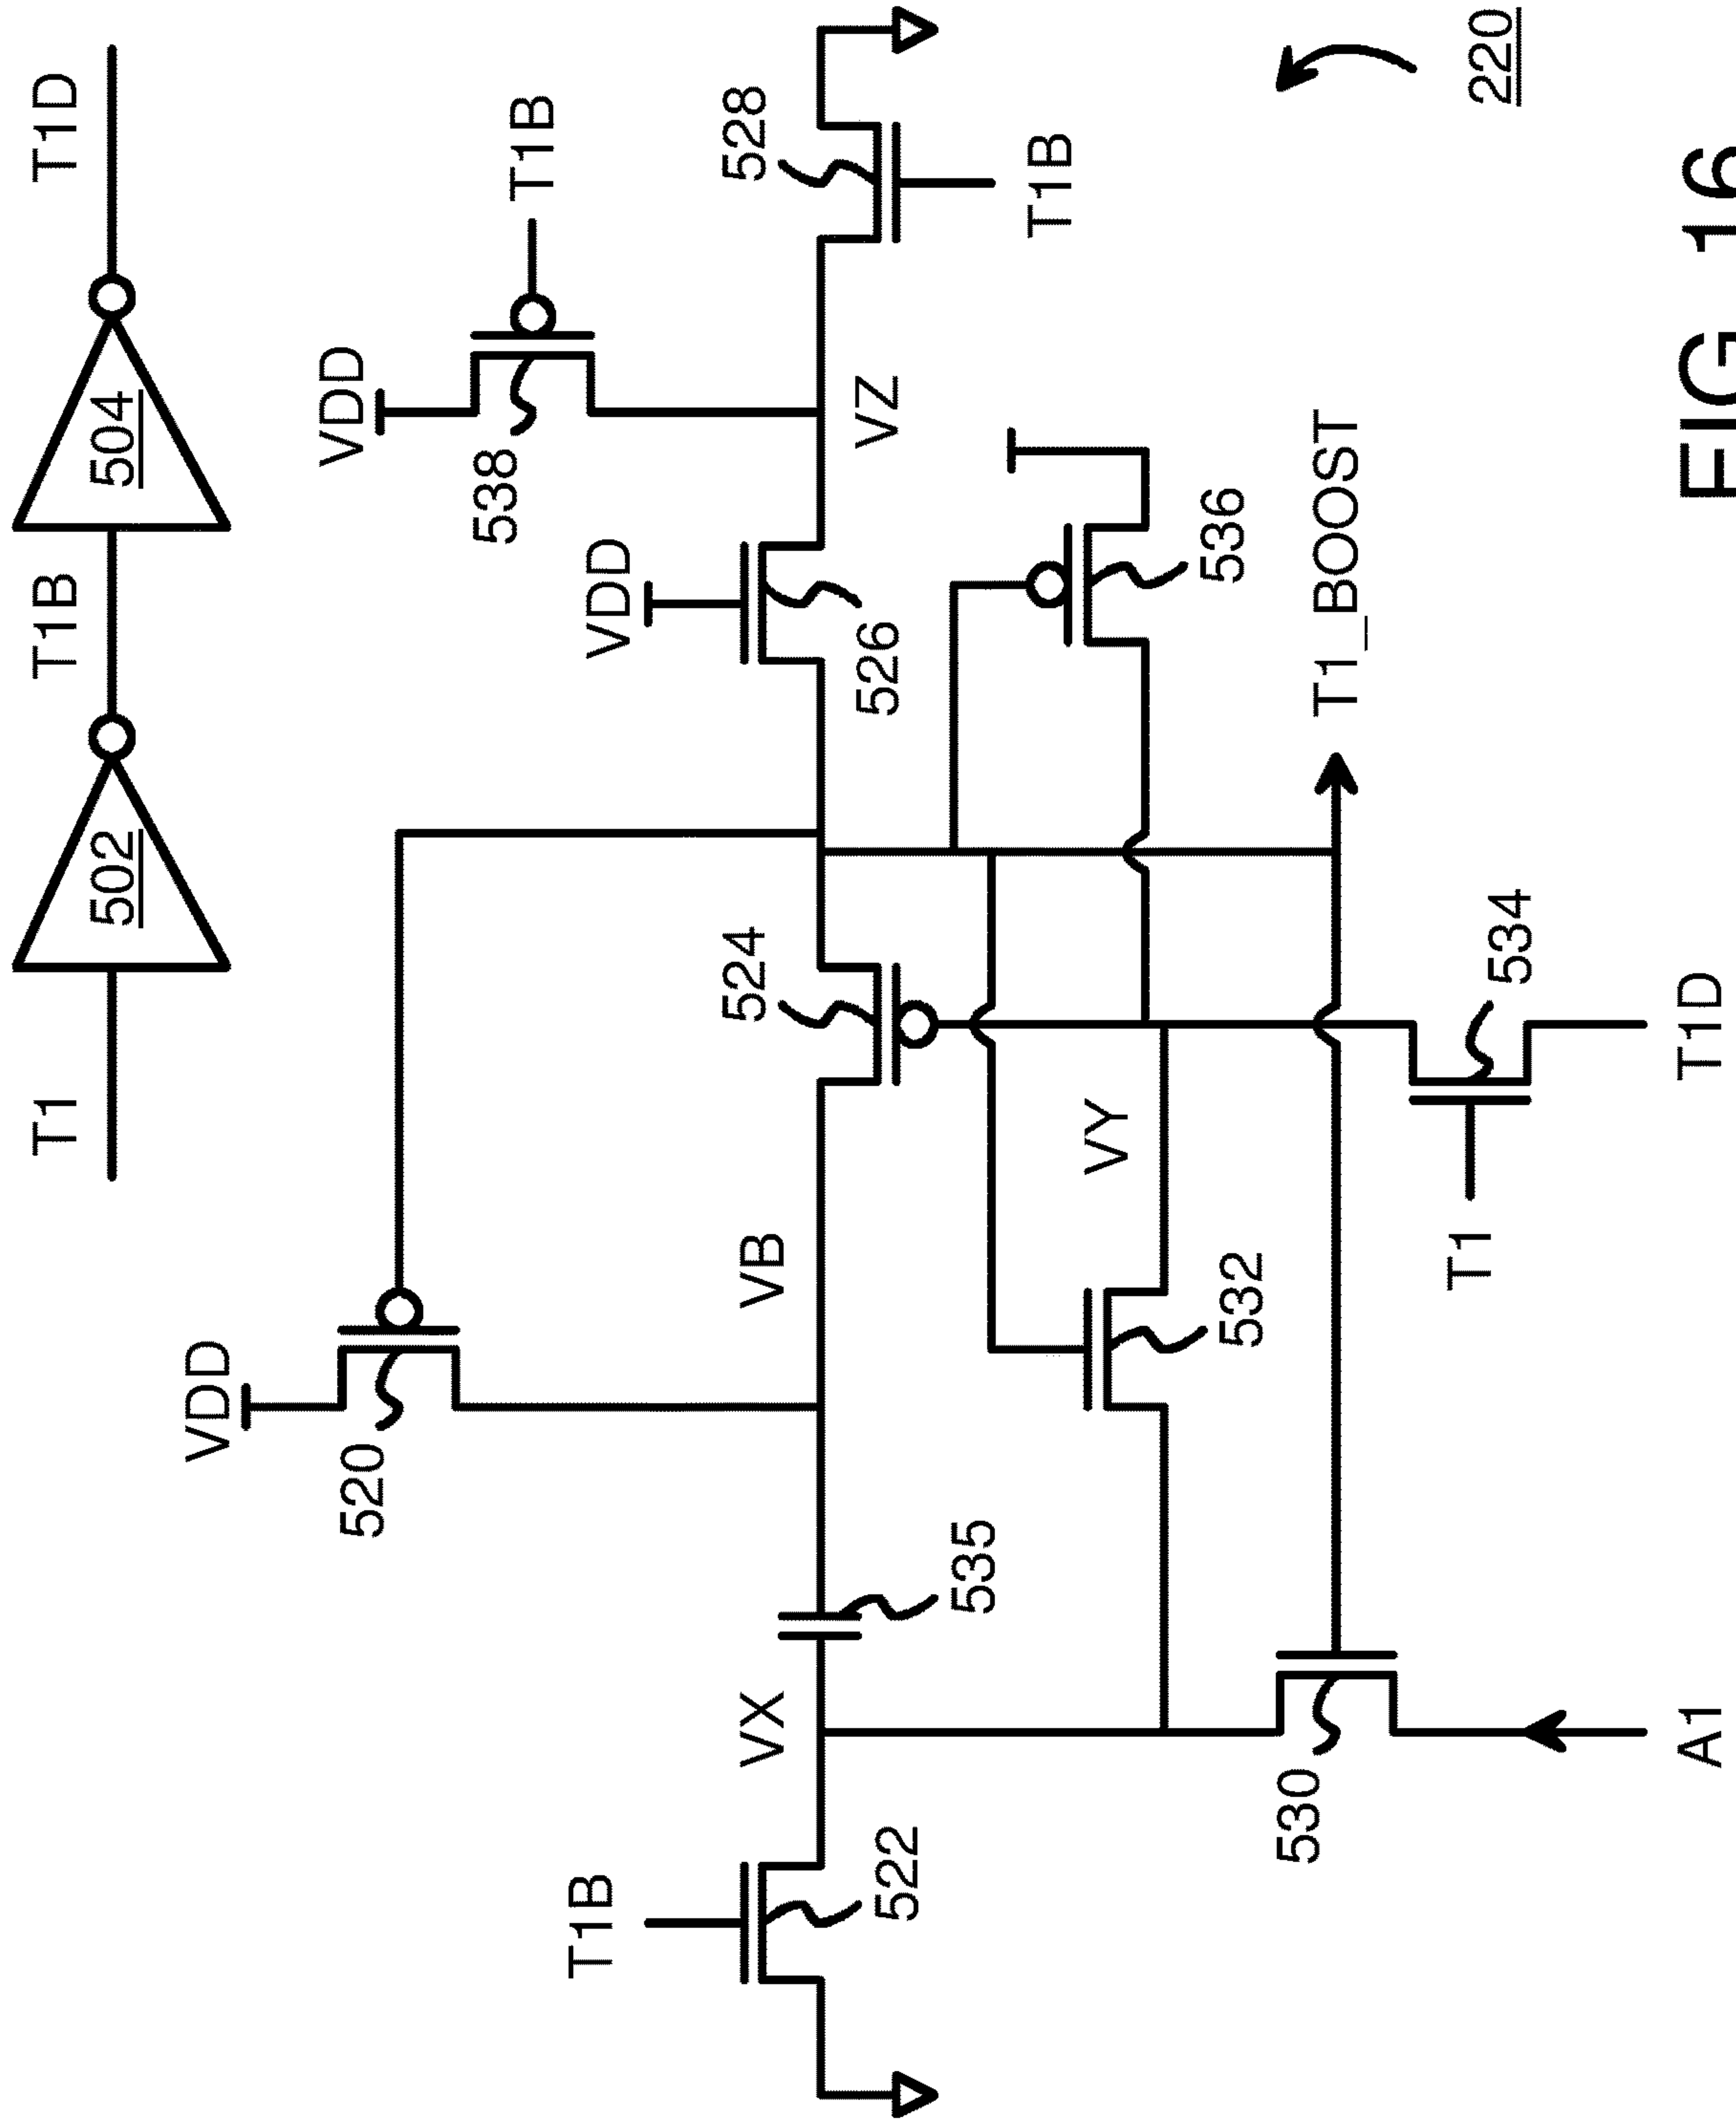 T1
T1B
T1D
502
504
VDD
VDD
520
538
T1B
T1B
VDD
VX
VB
524
528
522
526
VZ
535
T1B
VY
532
536
530
T1_BOOST
T1
534
220
A1
T1D
FIG 16